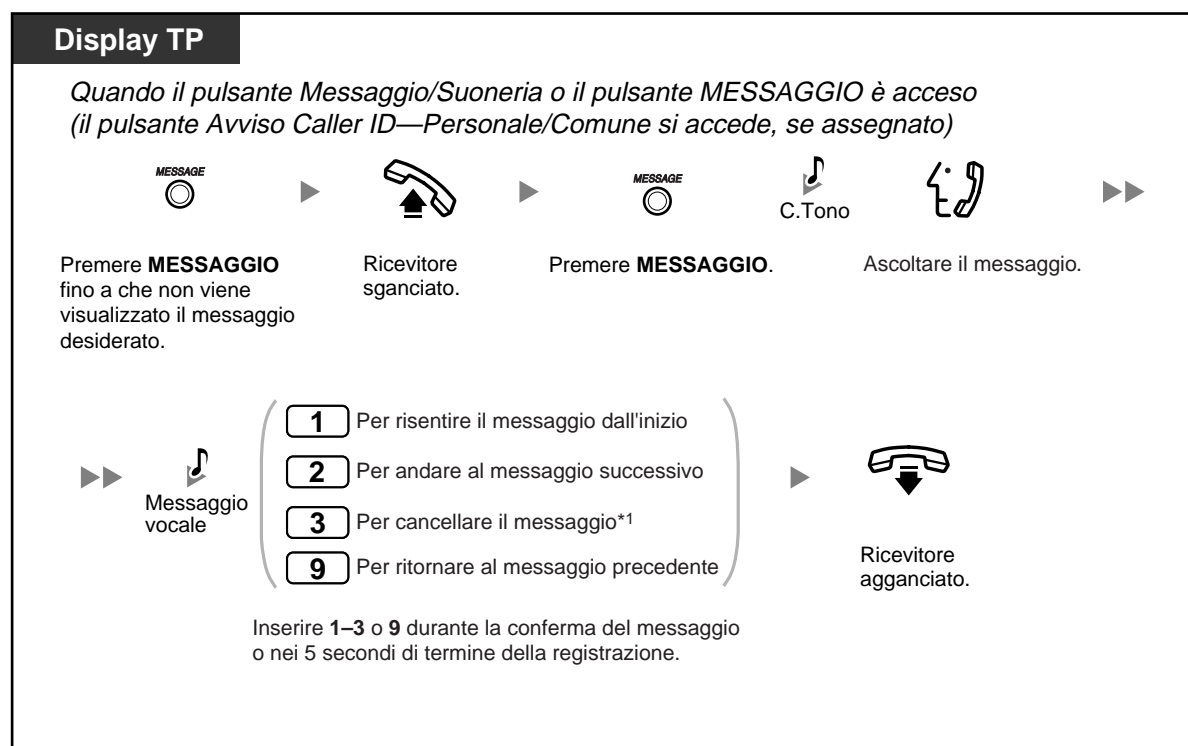 Display TP
Quando il pulsante Messaggio/Suoneria o il pulsante MESSAGGIO è acceso
(il pulsante Avviso Caller ID—Personale/Comune si accede, se assegnato)
MESSAGE
MESSAGE
C.Tono
Premere MESSAGGIO
fino a che non viene
visualizzato il messaggio
desiderato.
Ricevitore
sganciato.
Premere MESSAGGIO.
Ascoltare il messaggio.
Messaggio
vocale
1 Per risentire il messaggio dall'inizio
2 Per andare al messaggio successivo
3 Per cancellare il messaggio*1
9 Per ritornare al messaggio precedente
Ricevitore
agganciato.
Inserire 1–3 o 9 durante la conferma del messaggio
o nei 5 secondi di termine della registrazione.